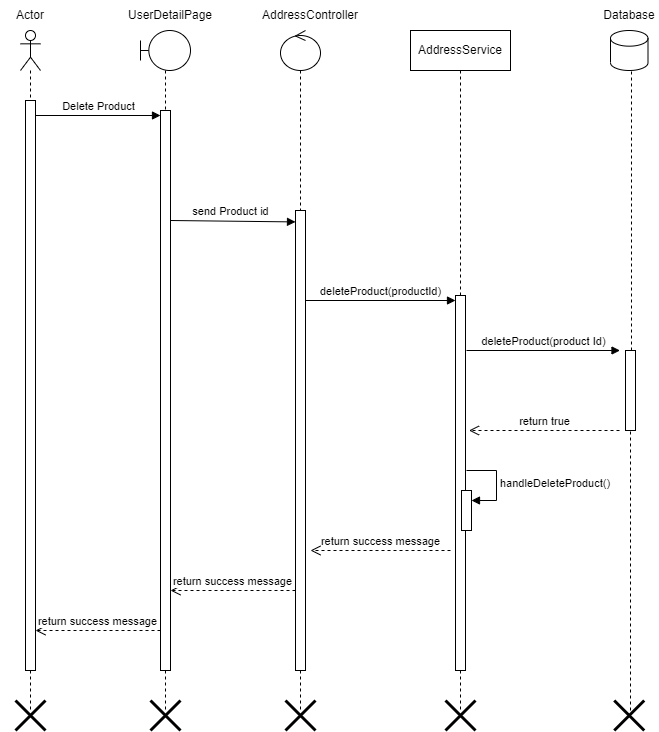 Actor
UserDetailPage
AddressController
Database
AddressService
Delete Product
send Product id
deleteProduct(productId)
deleteProduct(product Id)
return true
handleDeleteProduct()
return success message
return success message
return success message